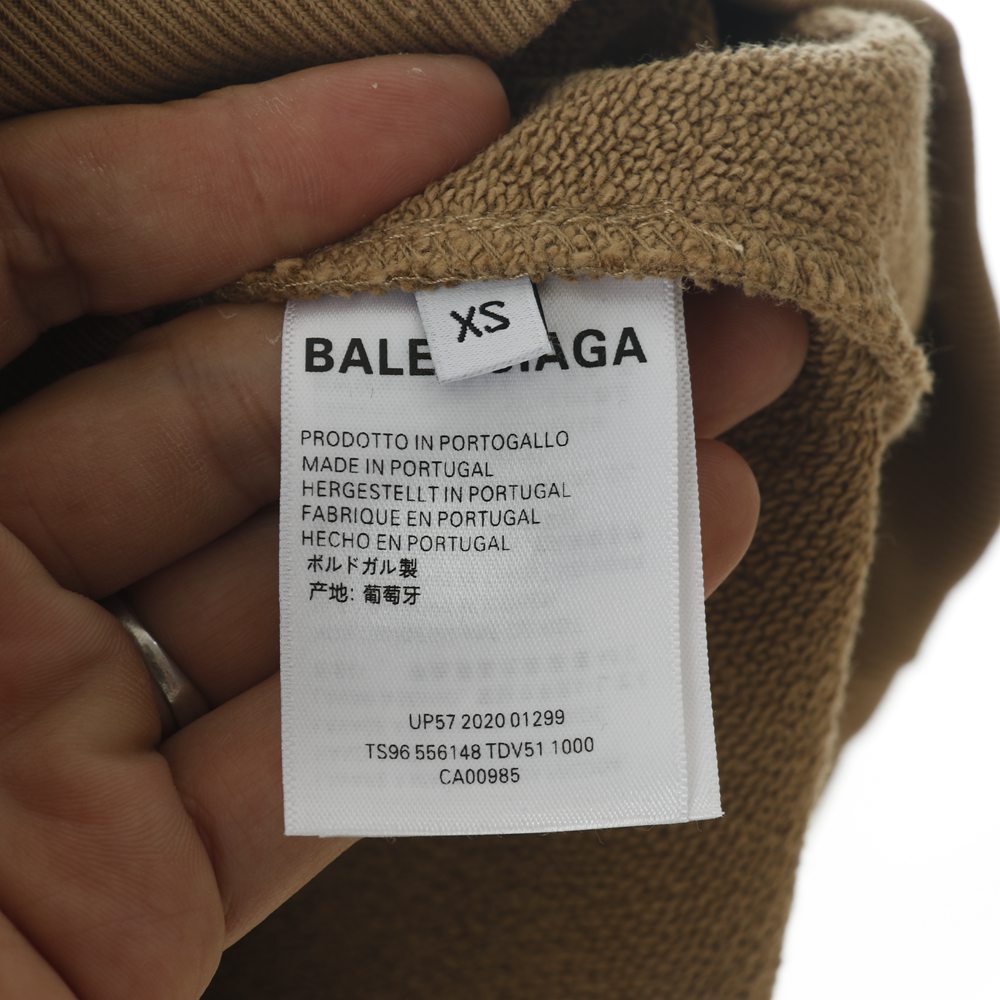 XS
BALENCIAGA
PRODOTTO IN PORTOGALLO
MADE IN PORTUGAL
HERGESTELLT IN PORTUGAL
FABRIQUE EN PORTUGAL
HECHO EN PORTUGAL
ポルトガル製
产地: 葡萄牙
UP57 2020 01299
TS96 556148 TDV51 1000
CA00985